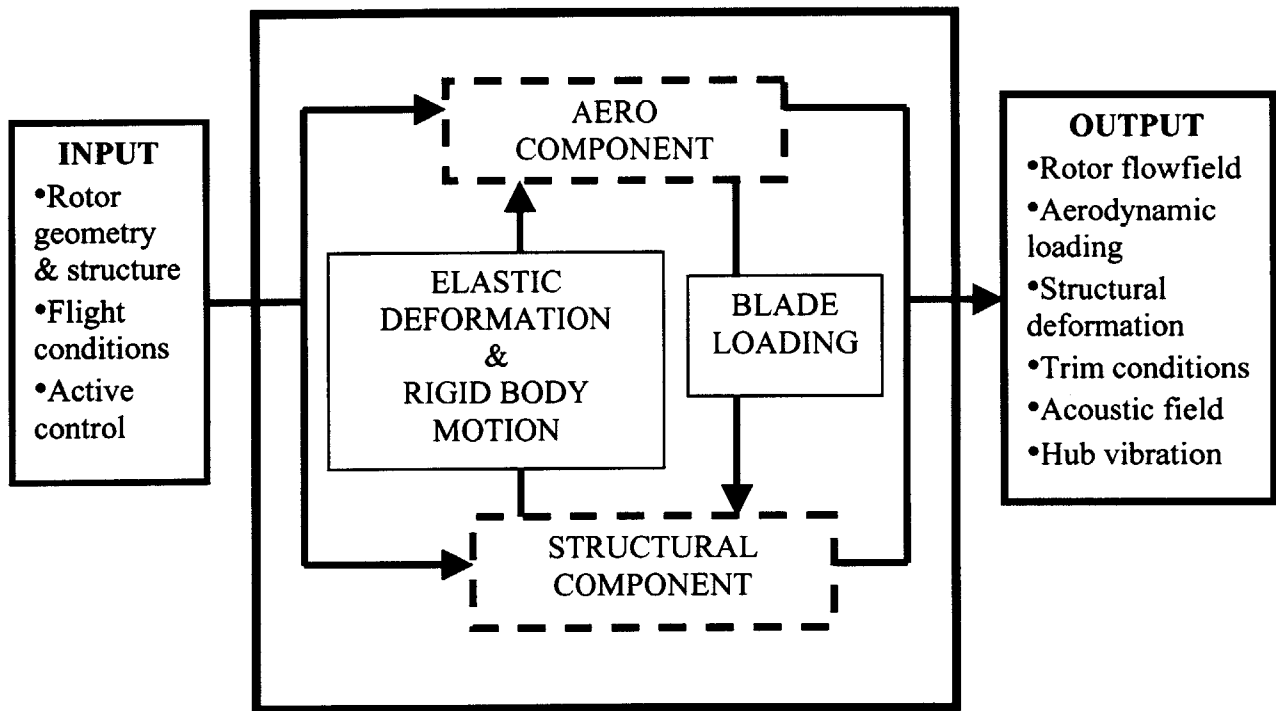 INPUT
•Rotor
geometry
& structure
•Flight
conditions
•Active
control
AERO
COMPONENT
ELASTIC
DEFORMATION
&
RIGID BODY
MOTION
BLADE
LOADING
STRUCTURAL
COMPONENT
OUTPUT
•Rotor flowfield
•Aerodynamic
loading
•Structural
deformation
•Trim conditions
•Acoustic field
•Hub vibration